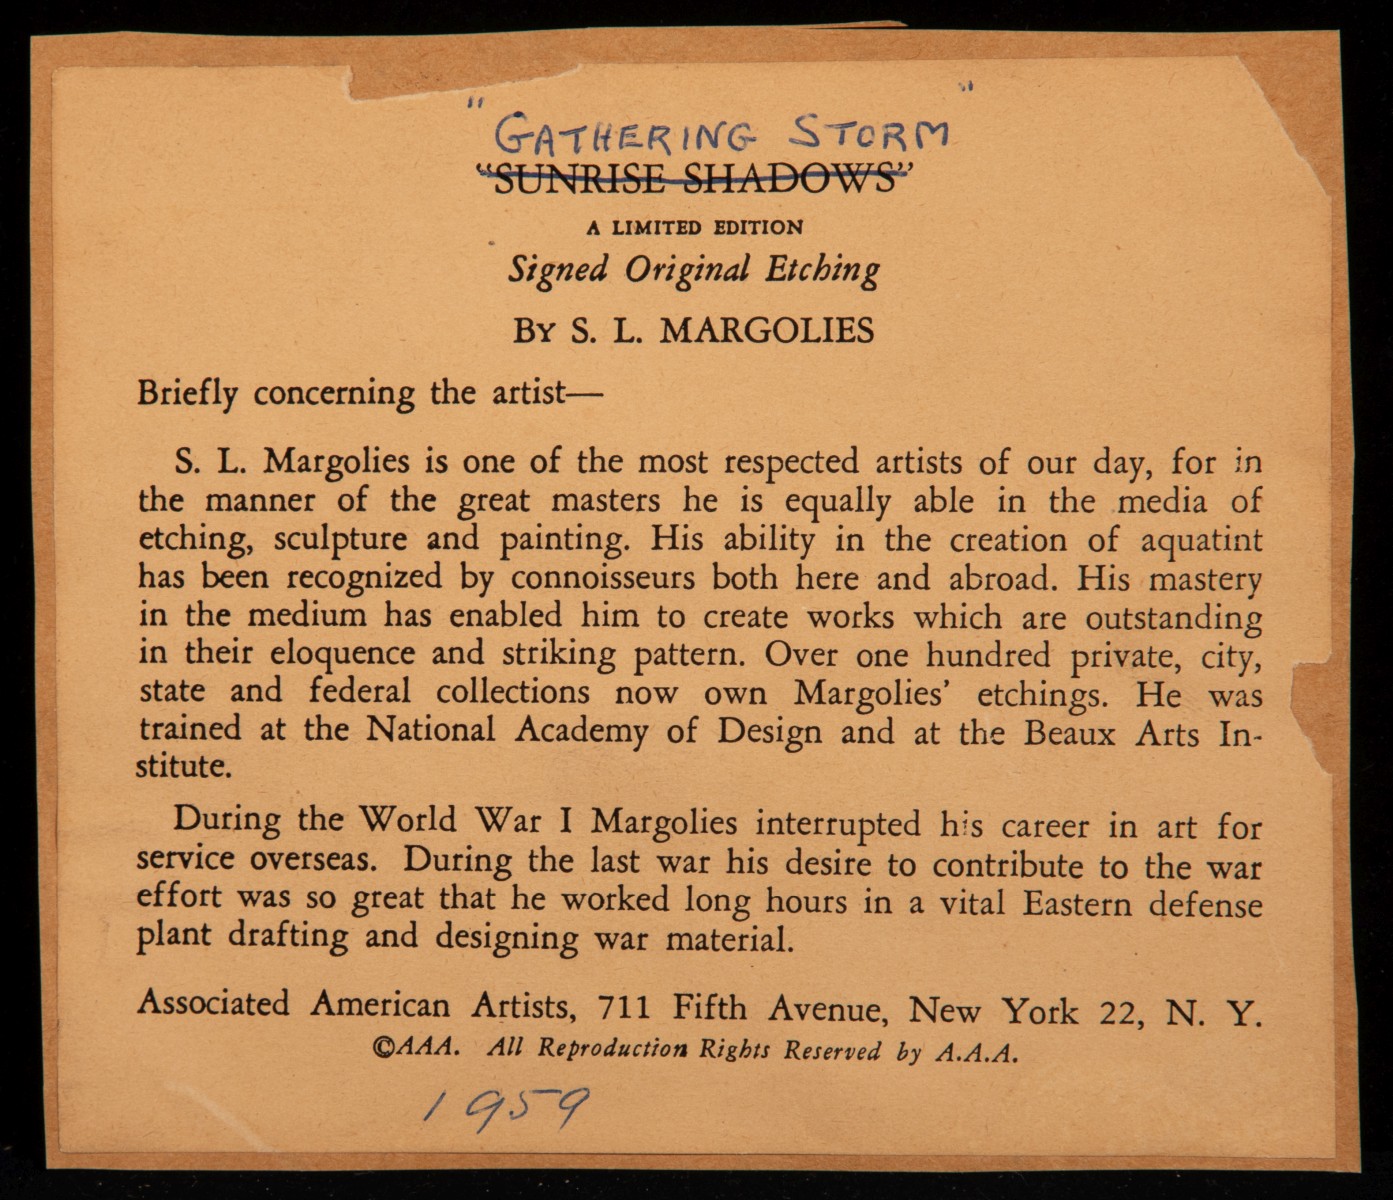 "GATHERING STORM"
"SUNRISE SHADOWS"
A LIMITED EDITION
Signed Original Etching
BY S. L. MARGOLIES
Briefly concerning the artist—
S. L. Margolies is one of the most respected artists of our day, for in
the manner of the great masters he is equally able in the media of
etching, sculpture and painting. His ability in the creation of aquatint
has been recognized by connoisseurs both here and abroad. His mastery
in the medium has enabled him to create works which are outstanding
in their eloquence and striking pattern. Over one hundred private, city,
state and federal collections now own Margolies' etchings. He was
trained at the National Academy of Design and at the Beaux Arts In-
stitute.
During the World War I Margolies interrupted his career in art for
service overseas. During the last war his desire to contribute to the war
effort was so great that he worked long hours in a vital Eastern defense
plant drafting and designing war material.
Associated American Artists, 711 Fifth Avenue, New York 22, N. Y.
©AAA. All Reproduction Rights Reserved by A.A.A.
1959